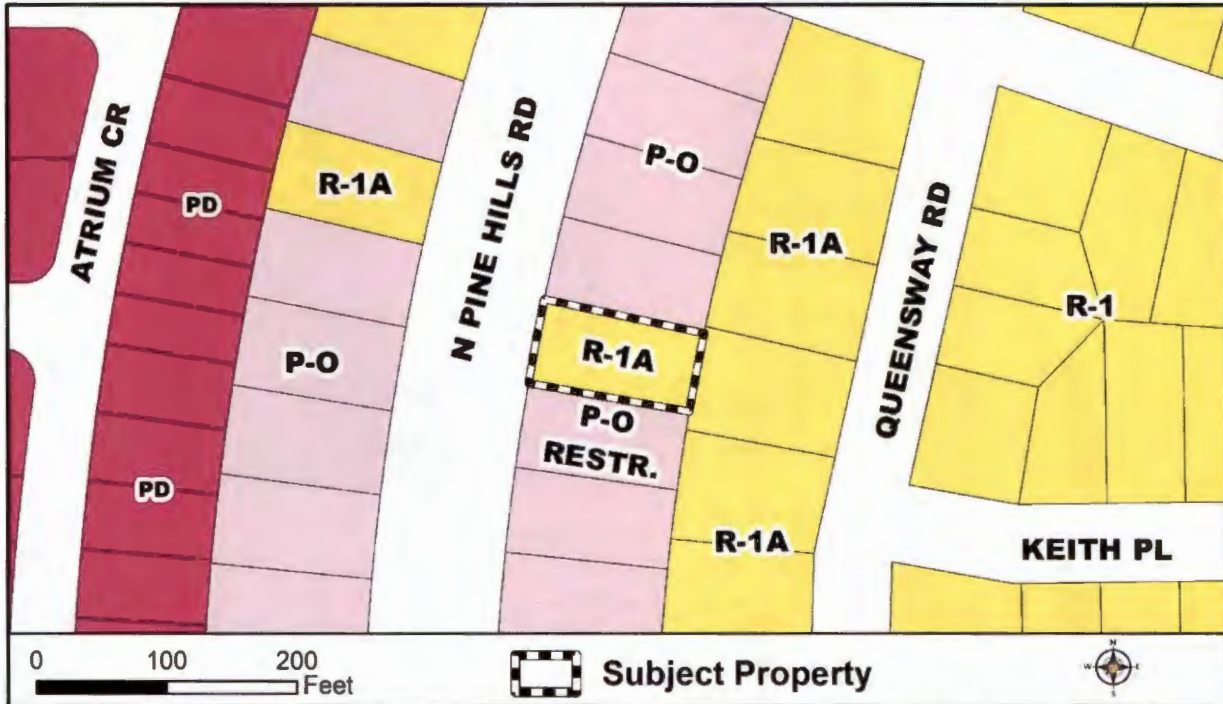 ATRIUM CR
PD
R-1A
N PINE HILLS RD
P-O
R-1A
QUEENSWAY RD
R-1
P-O
R-1A
P-O
RESTR.
PD
R-1A
KEITH PL
0 100 200
Feet
Subject Property
N
W E
S